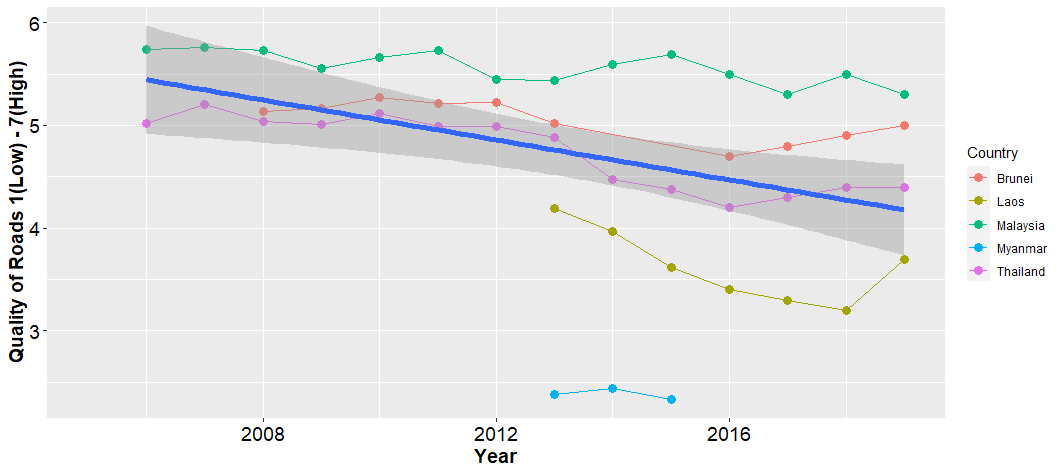 Quality of Roads 1(Low) - 7(High)
6
5
4
3
2008
2012
2016
Year
Country
Brunei
Laos
Malaysia
Myanmar
Thailand